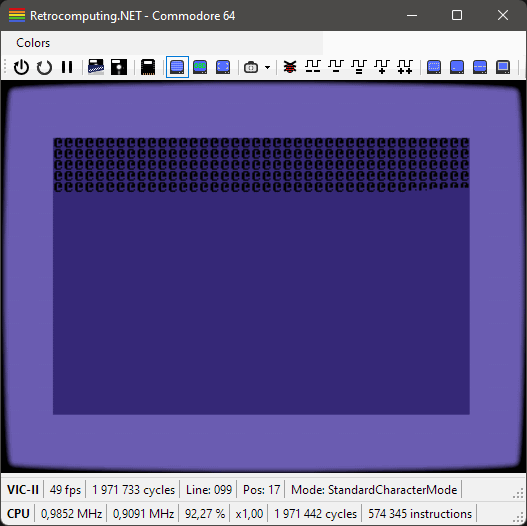 Retrocomputing.NET - Commodore 64
Colors
@@@@@@@@@@@@@@@@@@@@@@@@@@@@@@@@@@@@@@@@
@@@@@@@@@@@@@@@@@@@@@@@@@@@@@@@@@@@@@@@@
@@@@@@@@@@@@@@@@@@@@@@@@@@@@@@@@@@@@@@@@
@@@@@@@@@@@@@@@@@@@@@@@@@@@@@@@@@@@@@@@@
@@@@@@@@@@@@@@@@@@@@@@@@@@@@@@@@@@
VIC-II 49 fps 1 971 733 cycles Line: 099 Pos: 17 Mode: StandardCharacterMode
CPU 0,9852 MHz 0,9091 MHz 92,27 % x1,00 1 971 442 cycles 574 345 instructions